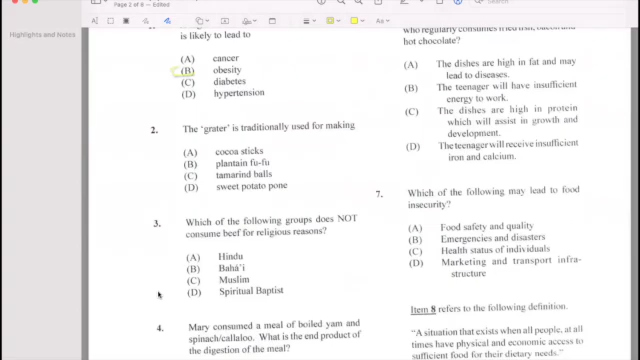 Page 2 of 8 — Edited
Highlights and Notes
is likely to lead to
(A) cancer
(B) obesity
(C) diabetes
(D) hypertension
2. The 'grater' is traditionally used for making
(A) cocoa sticks
(B) plantain fu-fu
(C) tamarind balls
(D) sweet potato pone
3. Which of the following groups does NOT
consume beef for religious reasons?
(A) Hindu
(B) Bahá'í
(C) Muslim
(D) Spiritual Baptist
4. Mary consumed a meal of boiled yam and
spinach/callaloo. What is the end product of
the digestion of the meal?
who regularly consumes fried fish, bacon and
hot chocolate?
(A) The dishes are high in fat and may
lead to diseases.
(B) The teenager will have insufficient
energy to work.
(C) The dishes are high in protein
which will assist in growth and
development.
(D) The teenager will receive insufficient
iron and calcium.
7. Which of the following may lead to food
insecurity?
(A) Food safety and quality
(B) Emergencies and disasters
(C) Health status of individuals
(D) Marketing and transport infra-
structure
Item 8 refers to the following definition.
"A situation that exists when all people, at all
times have physical and economic access to
sufficient food for their dietary needs."